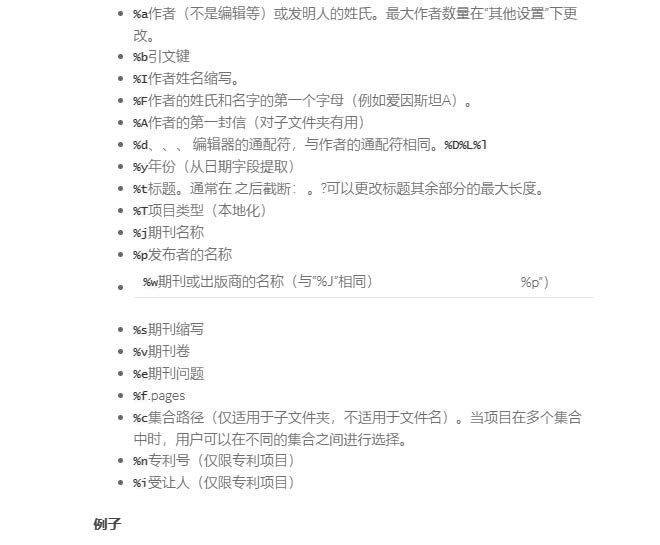 %a作者（不是编辑等）或发明人的姓氏。最大作者数量在“其他设置”下更
改。
%b引文键
%I作者姓名缩写。
%F作者的姓氏和名字的第一个字母（例如爱因斯坦A）。
%A作者的第一封信（对子文件夹有用）
%d、、、 编辑器的通配符，与作者的通配符相同。%D%L%l
%y年份（从日期字段提取）
%t标题。通常在 之后截断： 。?可以更改标题其余部分的最大长度。
%T项目类型（本地化）
%j期刊名称
%p发布者的名称
%w期刊或出版商的名称（与“%J”相同） %p”）
%s期刊缩写
%v期刊卷
%e期刊问题
%f.pages
%c集合路径（仅适用于子文件夹，不适用于文件名）。当项目在多个集合
中时，用户可以在不同的集合之间进行选择。
%n专利号（仅限专利项目）
%i受让人（仅限专利项目）
例子